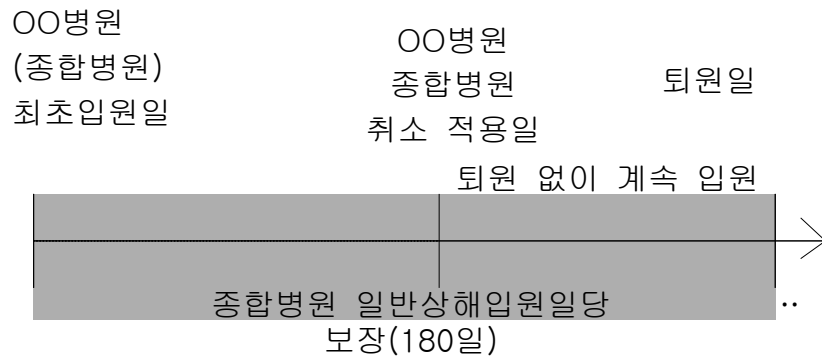 OO병원
(종합병원)
최초입원일
OO병원
종합병원
취소 적용일
퇴원일
퇴원 없이 계속 입원
종합병원 일반상해입원일당
보장(180일)
..